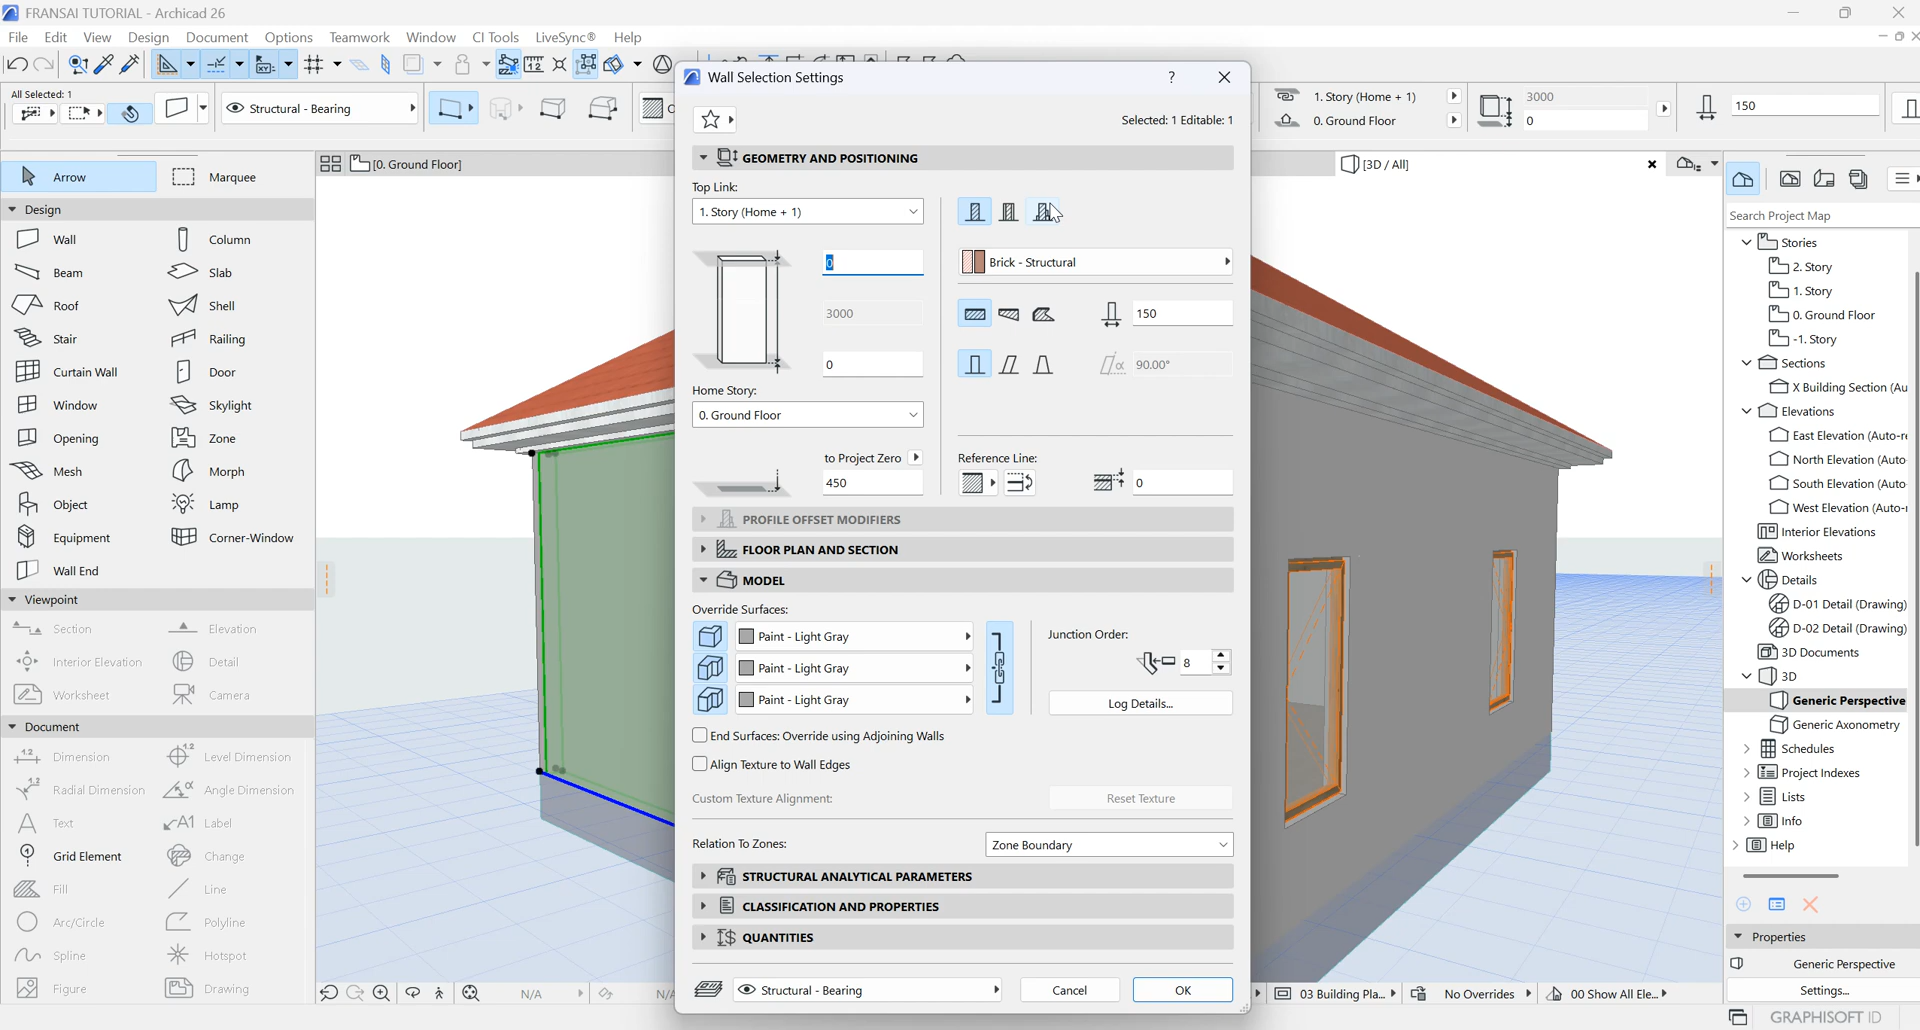 FRANSAI TUTORIAL - Archicad 26
File Edit View Design Document Options Teamwork Window CI Tools LiveSync® Help
All Selected: 1
Structural - Bearing
1. Story (Home + 1)
0. Ground Floor
3000
0
150
Arrow
Marquee
Design
Wall
Column
Beam
Slab
Roof
Shell
Stair
Railing
Curtain Wall
Door
Window
Skylight
Opening
Zone
Mesh
Morph
Object
Lamp
Equipment
Corner-Window
Wall End
Viewpoint
Section
Elevation
Interior Elevation
Detail
Worksheet
Camera
Document
Dimension
Level Dimension
Radial Dimension
Angle Dimension
Text
Label
Grid Element
Change
Fill
Line
Arc/Circle
Polyline
Spline
Hotspot
Figure
Drawing
[0. Ground Floor]
[3D / All]
Wall Selection Settings
?
Selected: 1 Editable: 1
GEOMETRY AND POSITIONING
Top Link:
1. Story (Home + 1)
0
3000
0
Home Story:
0. Ground Floor
to Project Zero
450
Brick - Structural
150
90.00°
Reference Line:
0
PROFILE OFFSET MODIFIERS
FLOOR PLAN AND SECTION
MODEL
Override Surfaces:
Paint - Light Gray
Paint - Light Gray
Paint - Light Gray
Junction Order:
8
Log Details...
End Surfaces: Override using Adjoining Walls
Align Texture to Wall Edges
Custom Texture Alignment:
Reset Texture
Relation To Zones:
Zone Boundary
STRUCTURAL ANALYTICAL PARAMETERS
CLASSIFICATION AND PROPERTIES
QUANTITIES
Structural - Bearing
Cancel
OK
Search Project Map
Stories
2. Story
1. Story
0. Ground Floor
-1. Story
Sections
X Building Section (Au
Elevations
East Elevation (Auto-re
North Elevation (Auto
South Elevation (Auto-
West Elevation (Auto-r
Interior Elevations
Worksheets
Details
D-01 Detail (Drawing)
D-02 Detail (Drawing)
3D Documents
3D
Generic Perspective
Generic Axonometry
Schedules
Project Indexes
Lists
Info
Help
Properties
Generic Perspective
Settings...
N/A
N/A
03 Building Pla...
No Overrides
00 Show All Ele...
GRAPHISOFT ID